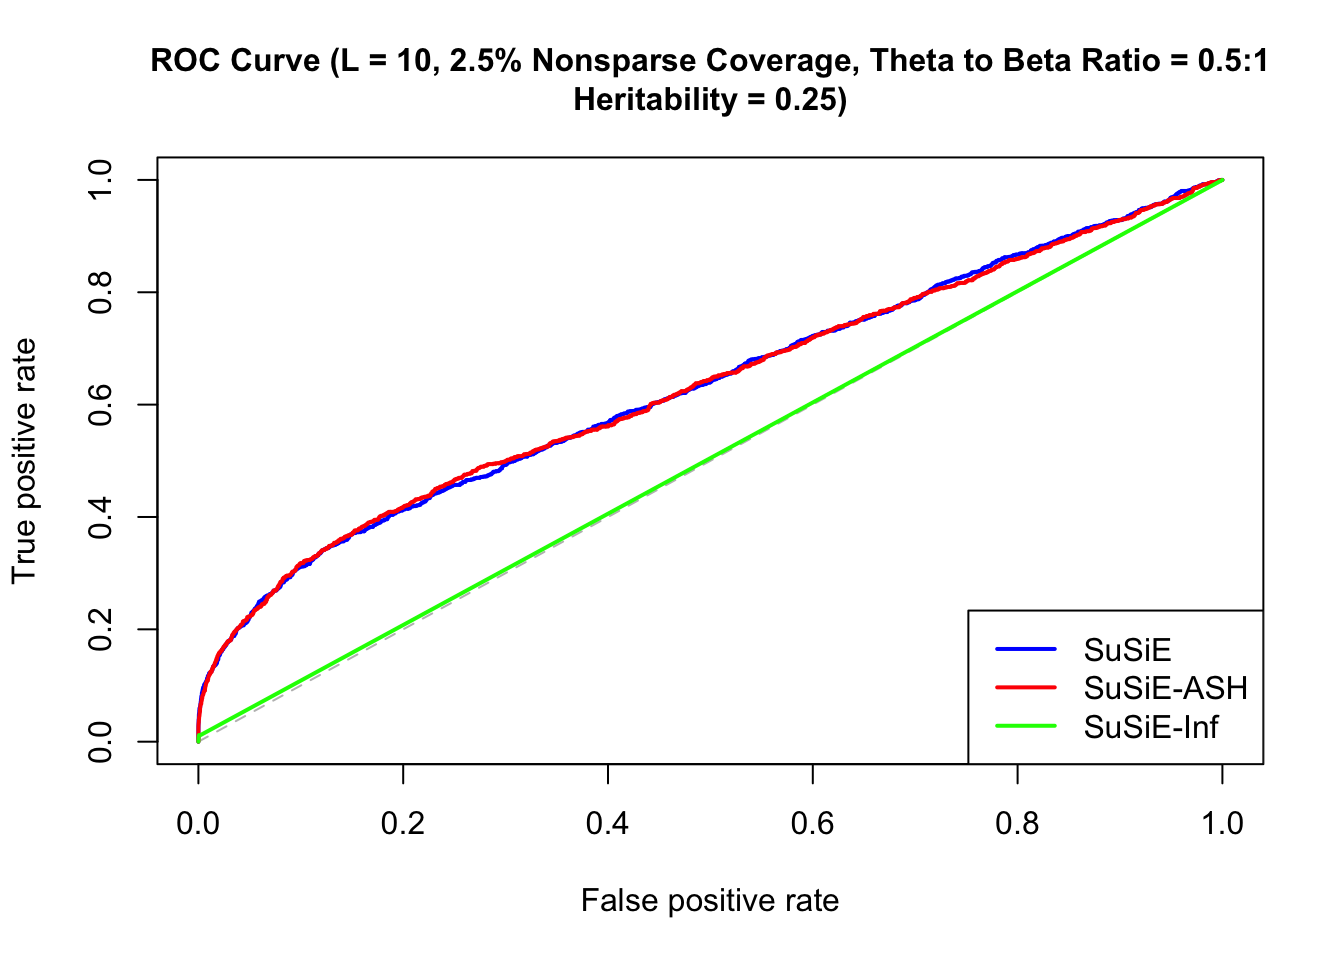 ROC Curve (L = 10, 2.5% Nonsparse Coverage, Theta to Beta Ratio = 0.5:1
Heritability = 0.25)
True positive rate
1.0
0.8
0.6
0.4
0.2
0.0
SuSiE
SuSiE-ASH
SuSiE-Inf
0.0 0.2 0.4 0.6 0.8 1.0
False positive rate